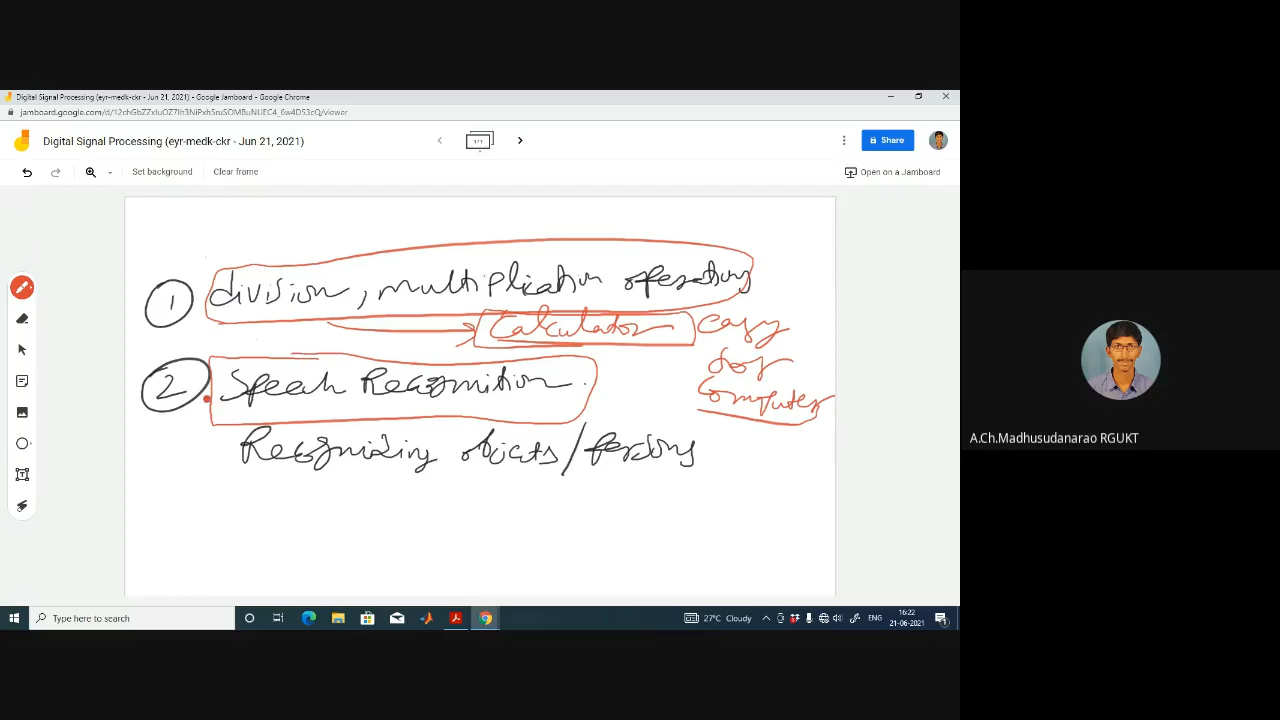 Digital Signal Processing (eyr-medk-ckr - Jun 21, 2021) - Google Jamboard - Google Chrome
Digital Signal Processing (eyr-medk-ckr - Jun 21, 2021)
1/1
Share
Set background
Clear frame
Open on a Jamboard
1 division, multiplication operations
Calculator easy
for
Computer
2 Speech Recognition
Recognizing objects/persons
A.Ch.Madhusudanarao RGUKT
Type here to search
27°C Cloudy
ENG
16:22
21-06-2021